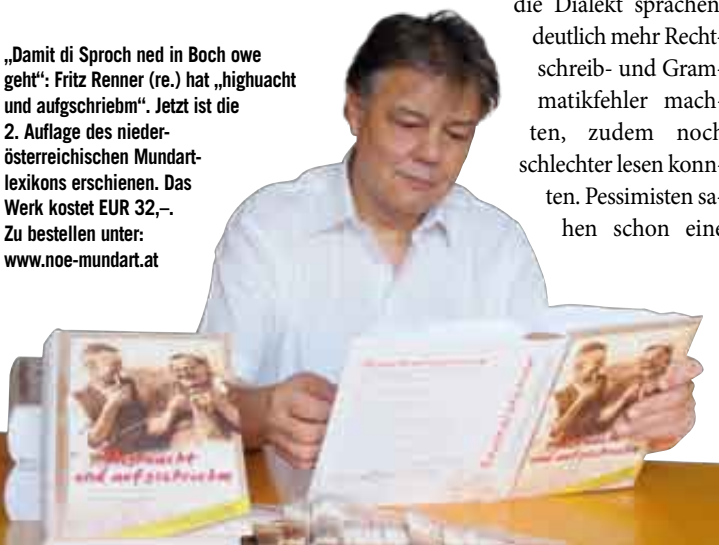 „Damit di Sproch ned in Boch owe
geht“: Fritz Renner (re.) hat „highuacht
und aufgschriebm“. Jetzt ist die
2. Auflage des nieder-
österreichischen Mundart-
lexikons erschienen. Das
Werk kostet EUR 32,–.
Zu bestellen unter:
www.noe-mundart.at
die Dialekt sprachen,
deutlich mehr Recht-
schreib- und Gram-
matikfehler mach-
ten, zudem noch
schlechter lesen konn-
ten. Pessimisten sa-
hen schon eine
und aufgschriebm